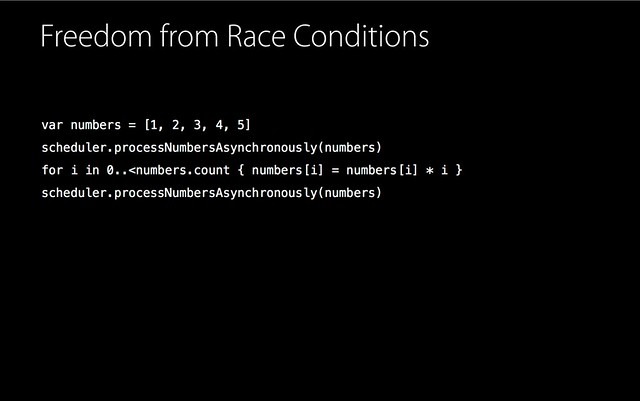 Freedom from Race Conditions
var numbers = [1, 2, 3, 4, 5]
scheduler.processNumbersAsynchronously(numbers)
for i in 0..<numbers.count { numbers[i] = numbers[i] * i }
scheduler.processNumbersAsynchronously(numbers)